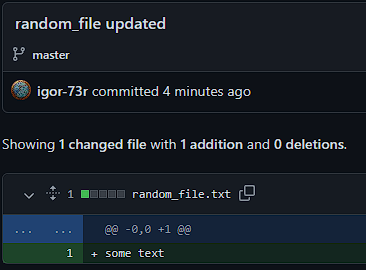 random_file updated
master
igor-73r committed 4 minutes ago
Showing 1 changed file with 1 addition and 0 deletions.
1 random_file.txt
... ... @@ -0,0 +1 @@
1 + some text